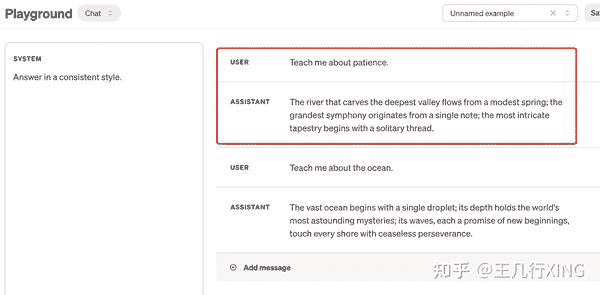 Playground Chat Unnamed example Sa
SYSTEM
Answer in a consistent style.
USER Teach me about patience.
ASSISTANT The river that carves the deepest valley flows from a modest spring; the
grandest symphony originates from a single note; the most intricate
tapestry begins with a solitary thread.
USER Teach me about the ocean.
ASSISTANT The vast ocean begins with a single droplet; its depth holds the world's
most astounding mysteries; its waves, each a promise of new beginnings,
touch every shore with ceaseless perseverance.
Add message
知乎 @王几行XING